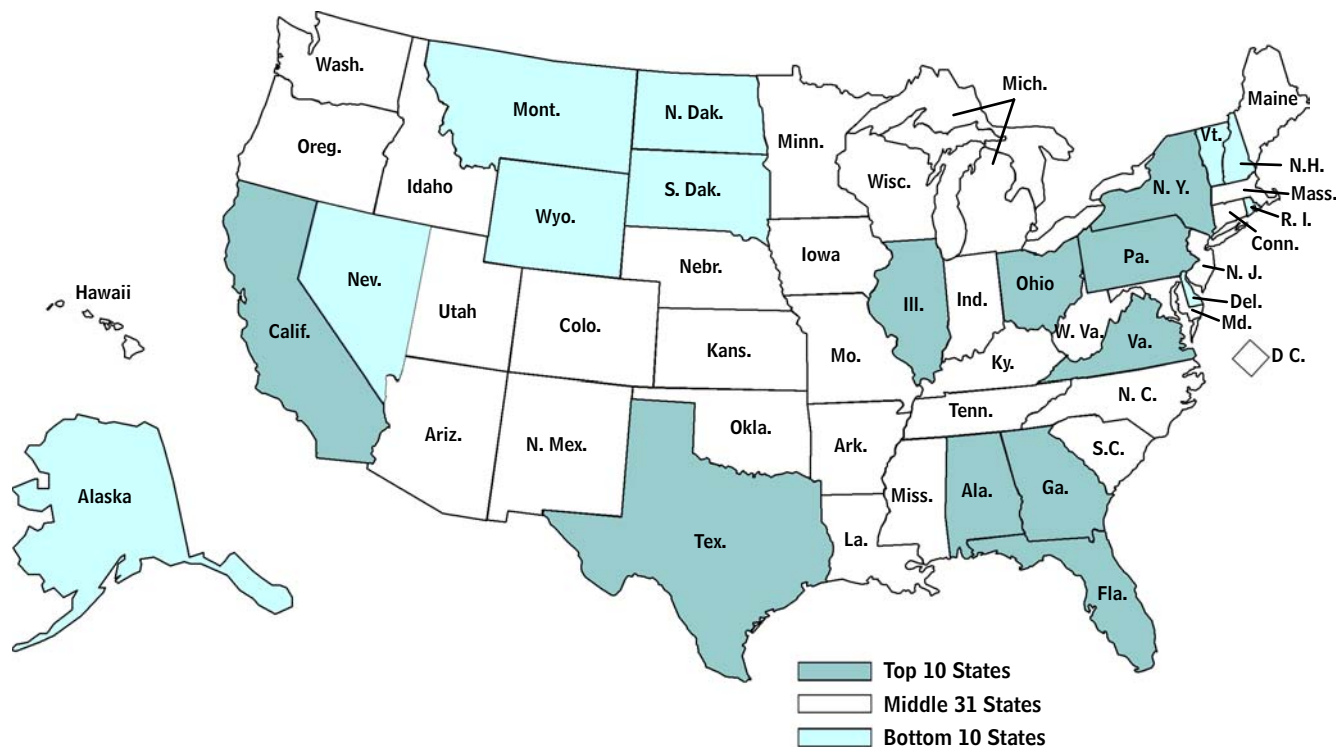 Wash.
Mont.
N. Dak.
Minn.
Mich.
Maine
Vt.
N.H.
Oreg.
Idaho
Wyo.
S. Dak.
Wisc.
N. Y.
Mass.
R. I.
Conn.
Nev.
Nebr.
Iowa
Pa.
N. J.
Hawaii
Calif.
Utah
Colo.
Ill.
Ind.
Ohio
Del.
Md.
W. Va.
Va.
D C.
Kans.
Mo.
Ky.
Ariz.
N. Mex.
Okla.
Ark.
Tenn.
N. C.
S.C.
Alaska
Tex.
La.
Miss.
Ala.
Ga.
Fla.
Top 10 States
Middle 31 States
Bottom 10 States